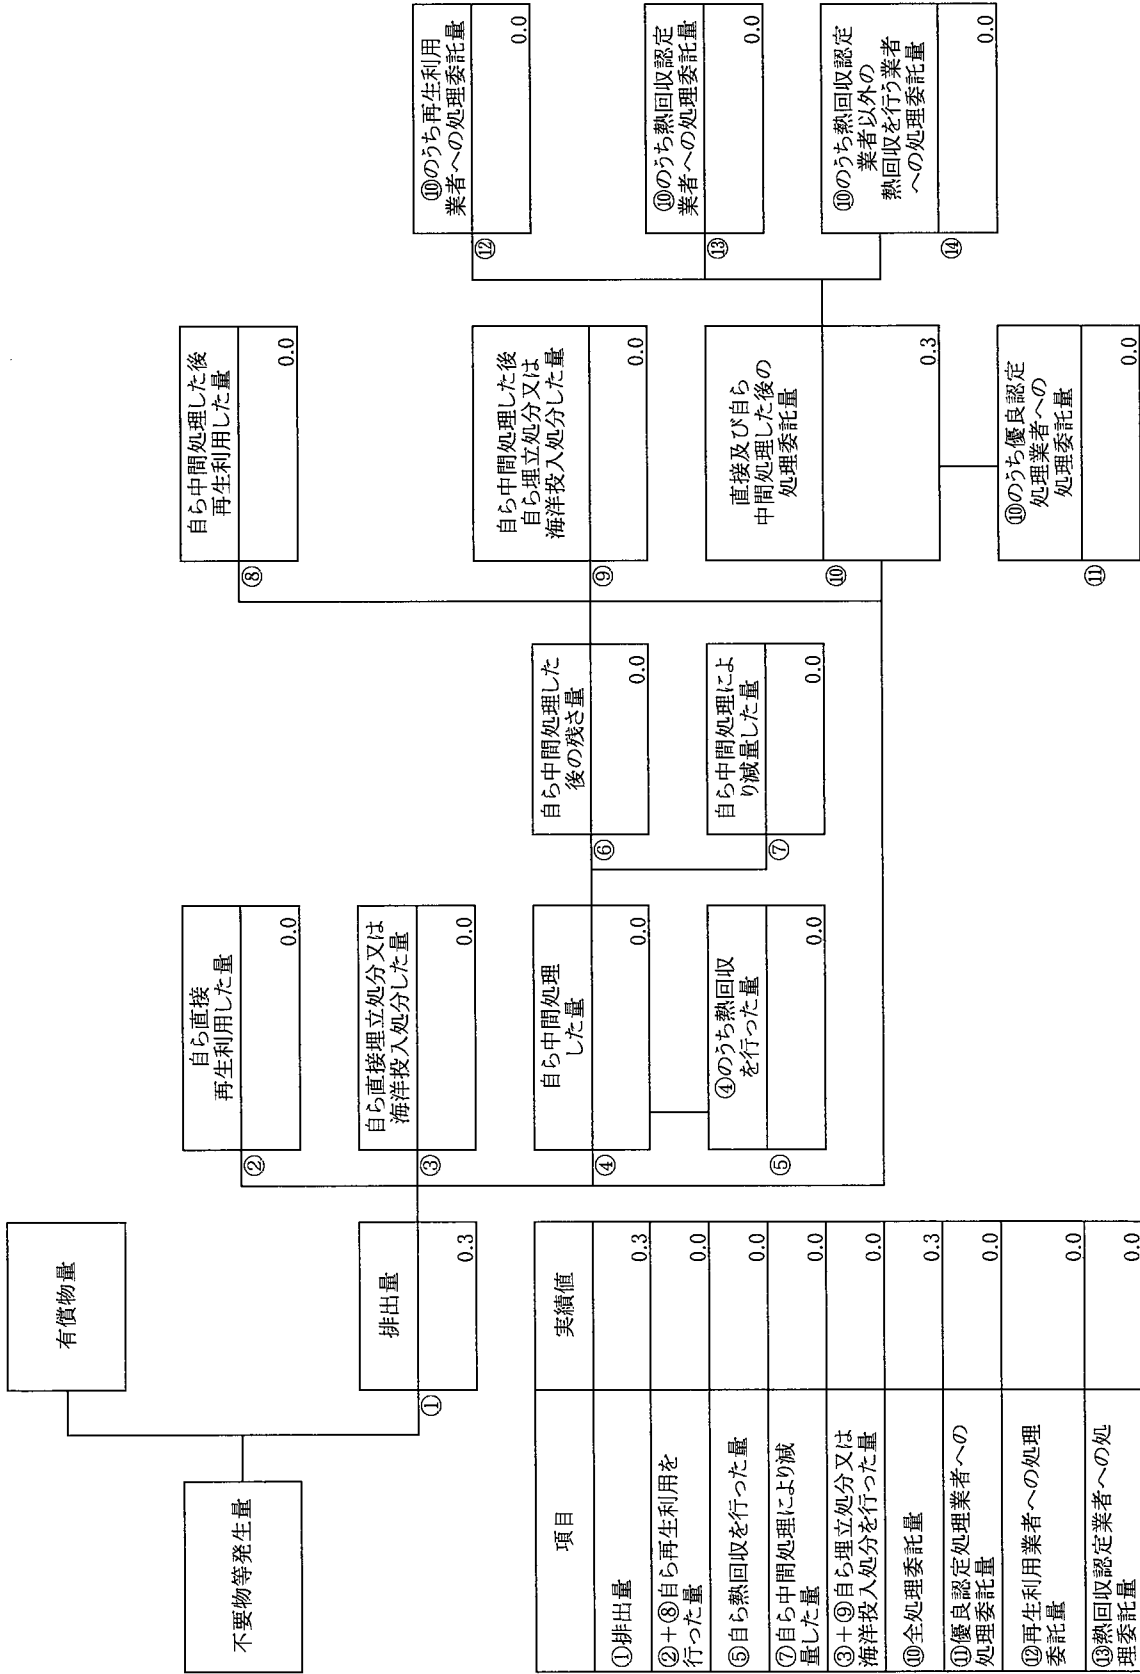 不要物等発生量
有償物量
排出量
①
0.3
自ら直接
再生利用した量
②
0.0
自ら直接埋立処分又は
海洋投入処分した量
③
0.0
自ら中間処理
した量
④
0.0
④のうち熱回収
を行った量
⑤
0.0
自ら中間処理した
後の残さ量
⑥
0.0
自ら中間処理によ
り減量した量
⑦
0.0
自ら中間処理した後
再生利用した量
⑧
0.0
自ら中間処理した後
自ら埋立処分又は
海洋投入処分した量
⑨
0.0
直接及び自ら
中間処理した後の
処理委託量
⑩
0.3
⑩のうち優良認定
処理業者への
処理委託量
⑪
0.0
⑩のうち再生利用
業者への処理委託量
⑫
0.0
⑩のうち熱回収認定
業者への処理委託量
⑬
0.0
⑩のうち熱回収認定
業者以外の
熱回収を行う業者
への処理委託量
⑭
0.0
項目 実績値
①排出量 0.3
②+⑧自ら再生利用を
行った量 0.0
⑤自ら熱回収を行った量 0.0
⑦自ら中間処理により減
量した量 0.0
③+⑨自ら埋立処分又は
海洋投入処分を行った量 0.0
⑩全処理委託量 0.3
⑪優良認定処理業者への
処理委託量 0.0
⑫再生利用業者への処理
委託量 0.0
⑬熱回収認定業者への処
理委託量 0.0